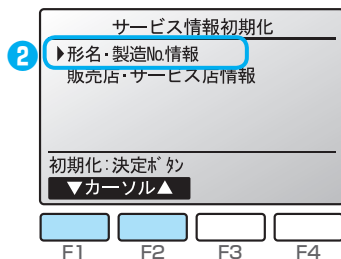 サービス情報初期化
❷
▶形名・製造No.情報
販売店・サービス店情報
初期化:決定ボタン
▼カーソル▲
F1 F2 F3 F4